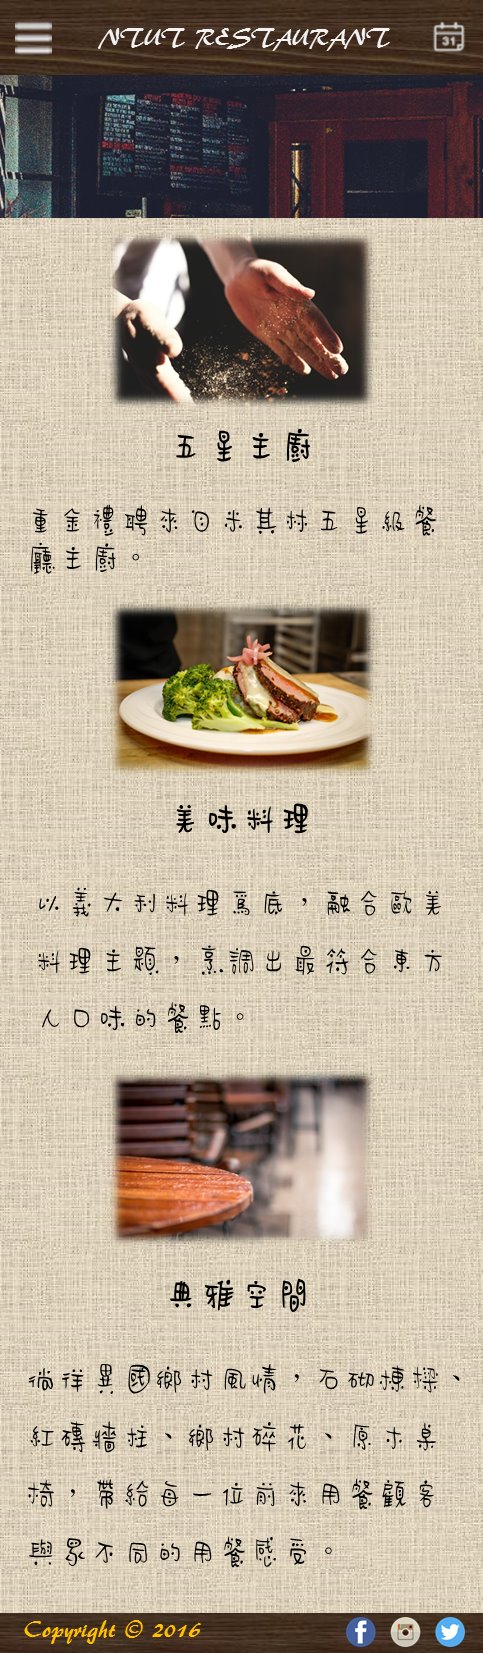 NTUT RESTAURANT
31
五星主廚
重金禮聘來自米其林五星級餐
廳主廚。
美味料理
以義大利料理為底，融合歐美
料理主題，烹調出最符合東方
人口味的餐點。
典雅空間
徜徉異國鄉村風情，石砌棟樑、
紅磚牆柱、鄉村碎花、原木桌
椅，帶給每一位前來用餐顧客
與眾不同的用餐感受。
Copyright © 2016